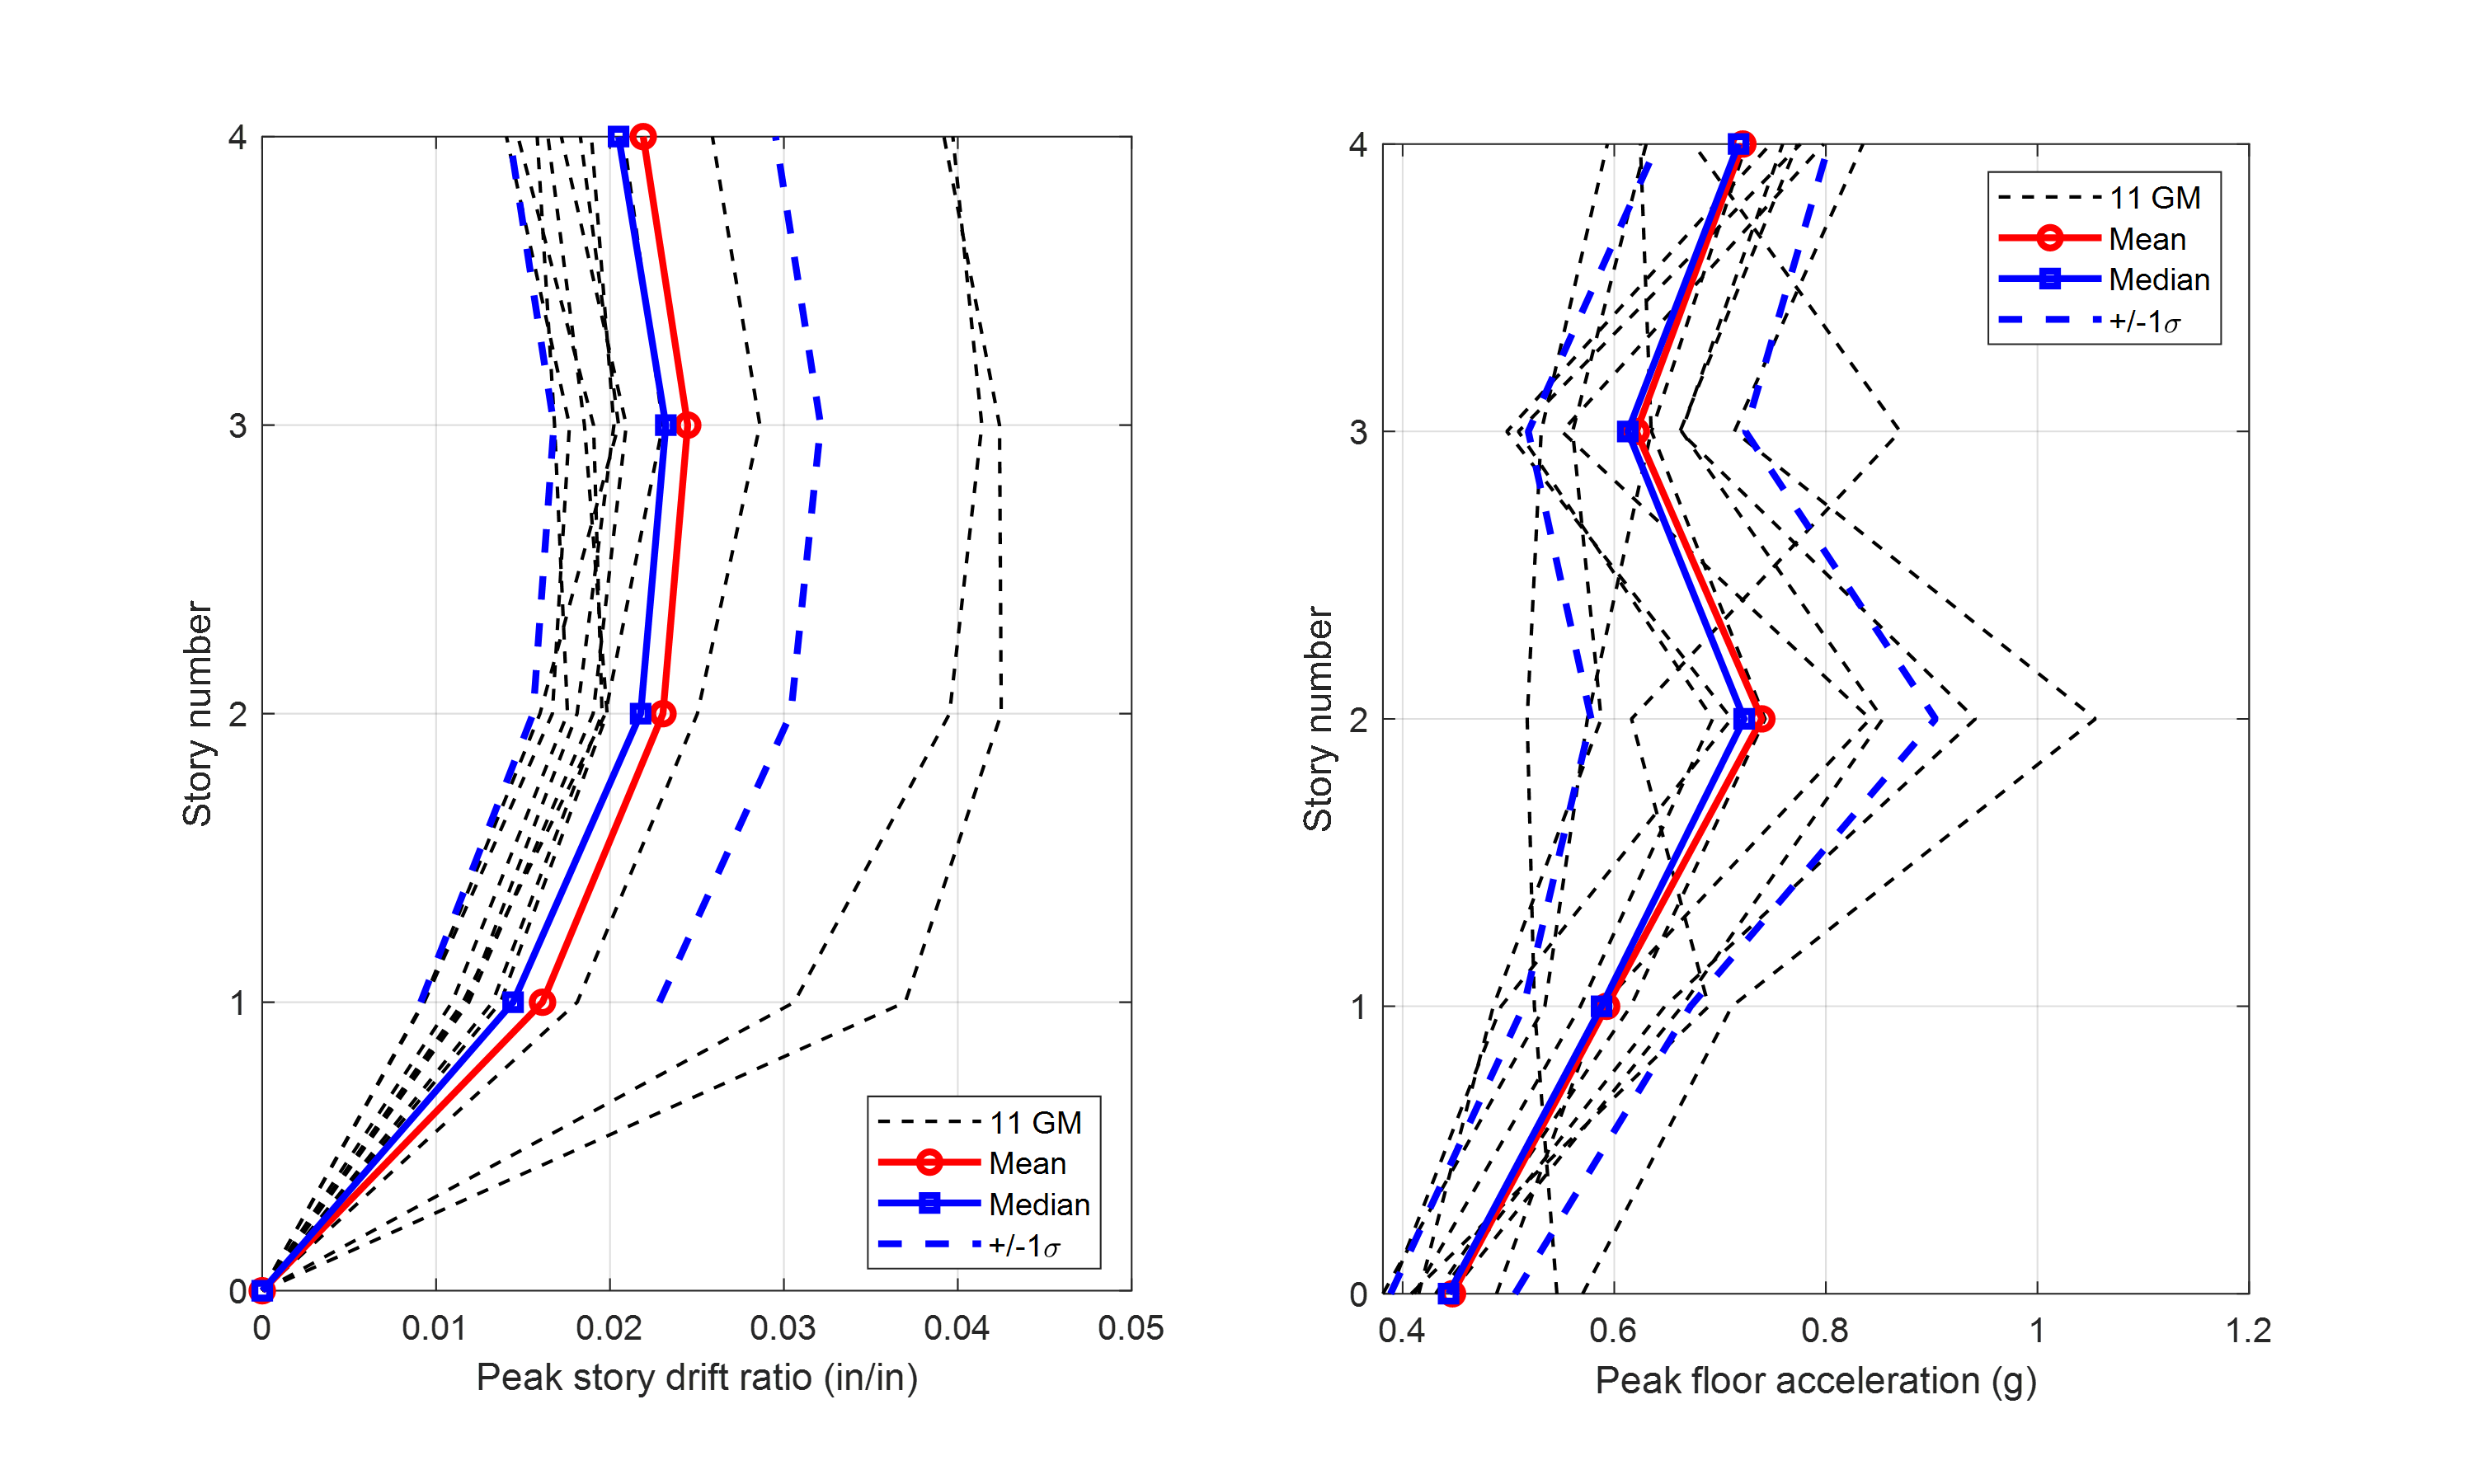 4
3
2
1
0
Story number
0 0.01 0.02 0.03 0.04 0.05
Peak story drift ratio (in/in)
11 GM
Mean
Median
+/-1σ
4
3
2
1
0
Story number
0.4 0.6 0.8 1 1.2
Peak floor acceleration (g)
11 GM
Mean
Median
+/-1σ